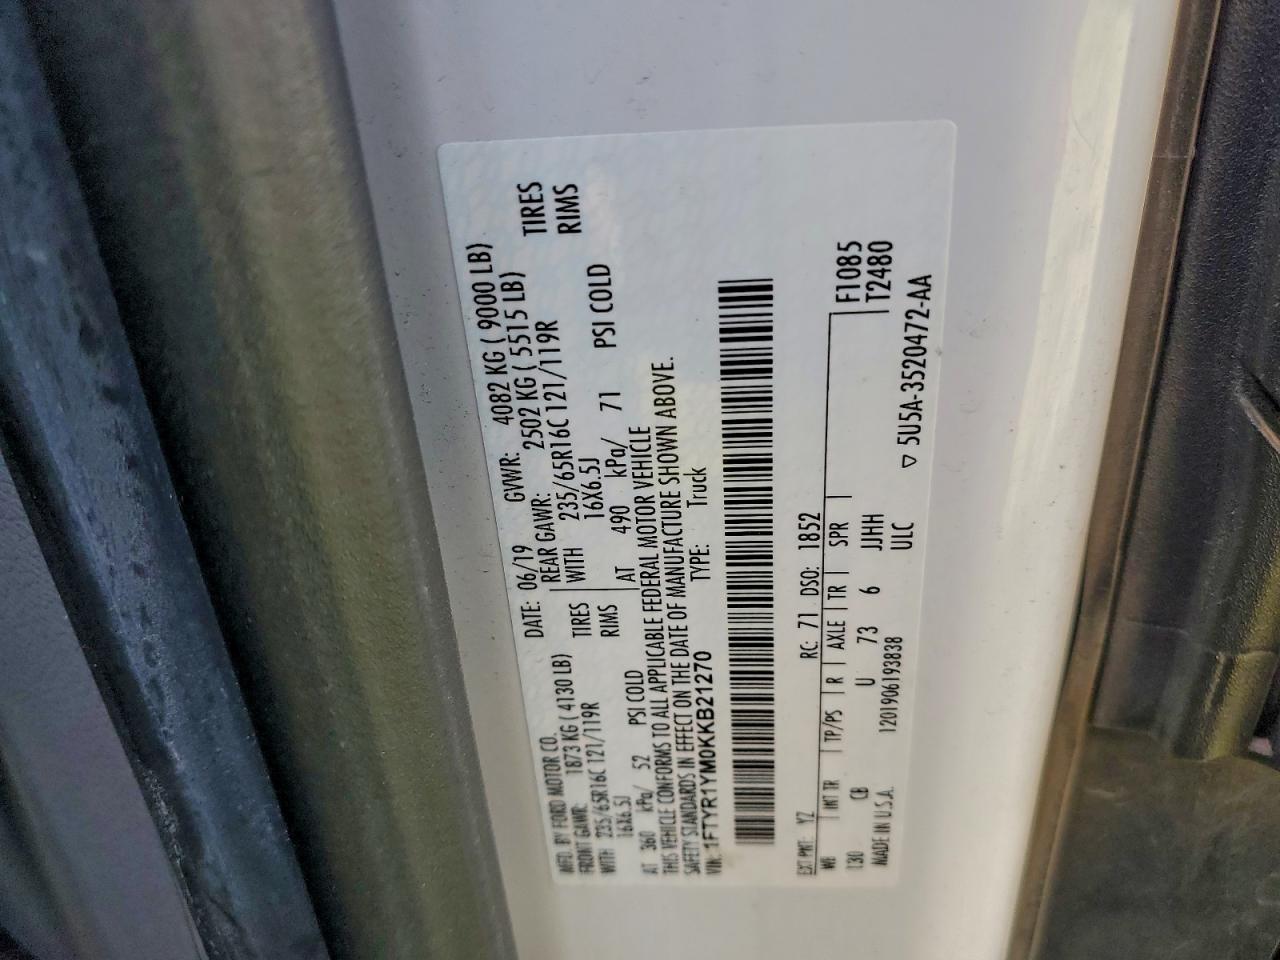 MFD. BY FORD MOTOR CO. DATE: 06/19 GVWR: 4082 KG ( 9000 LB)
FRONT GAWR: 1873 KG ( 4130 LB) REAR GAWR: 2502 KG ( 5515 LB)
WITH 235/65R16C 121/119R TIRES WITH 235/65R16C 121/119R TIRES
16X6.5J RIMS 16X6.5J RIMS
AT 360 kPa/ 52 PSI COLD AT 490 kPa/ 71 PSI COLD
THIS VEHICLE CONFORMS TO ALL APPLICABLE FEDERAL MOTOR VEHICLE
SAFETY STANDARDS IN EFFECT ON THE DATE OF MANUFACTURE SHOWN ABOVE.
VIN: 1FTYR1YM0KKB21270 TYPE: Truck
EXT PNT: YZ RC: 71 DSO: 1852
WB INT TR TP/PS R AXLE TR SPR F1085
130 CB U 73 6 JJHH T2480
MADE IN U.S.A. 1201906193838 ULC
▽ 5U5A-3520472-AA